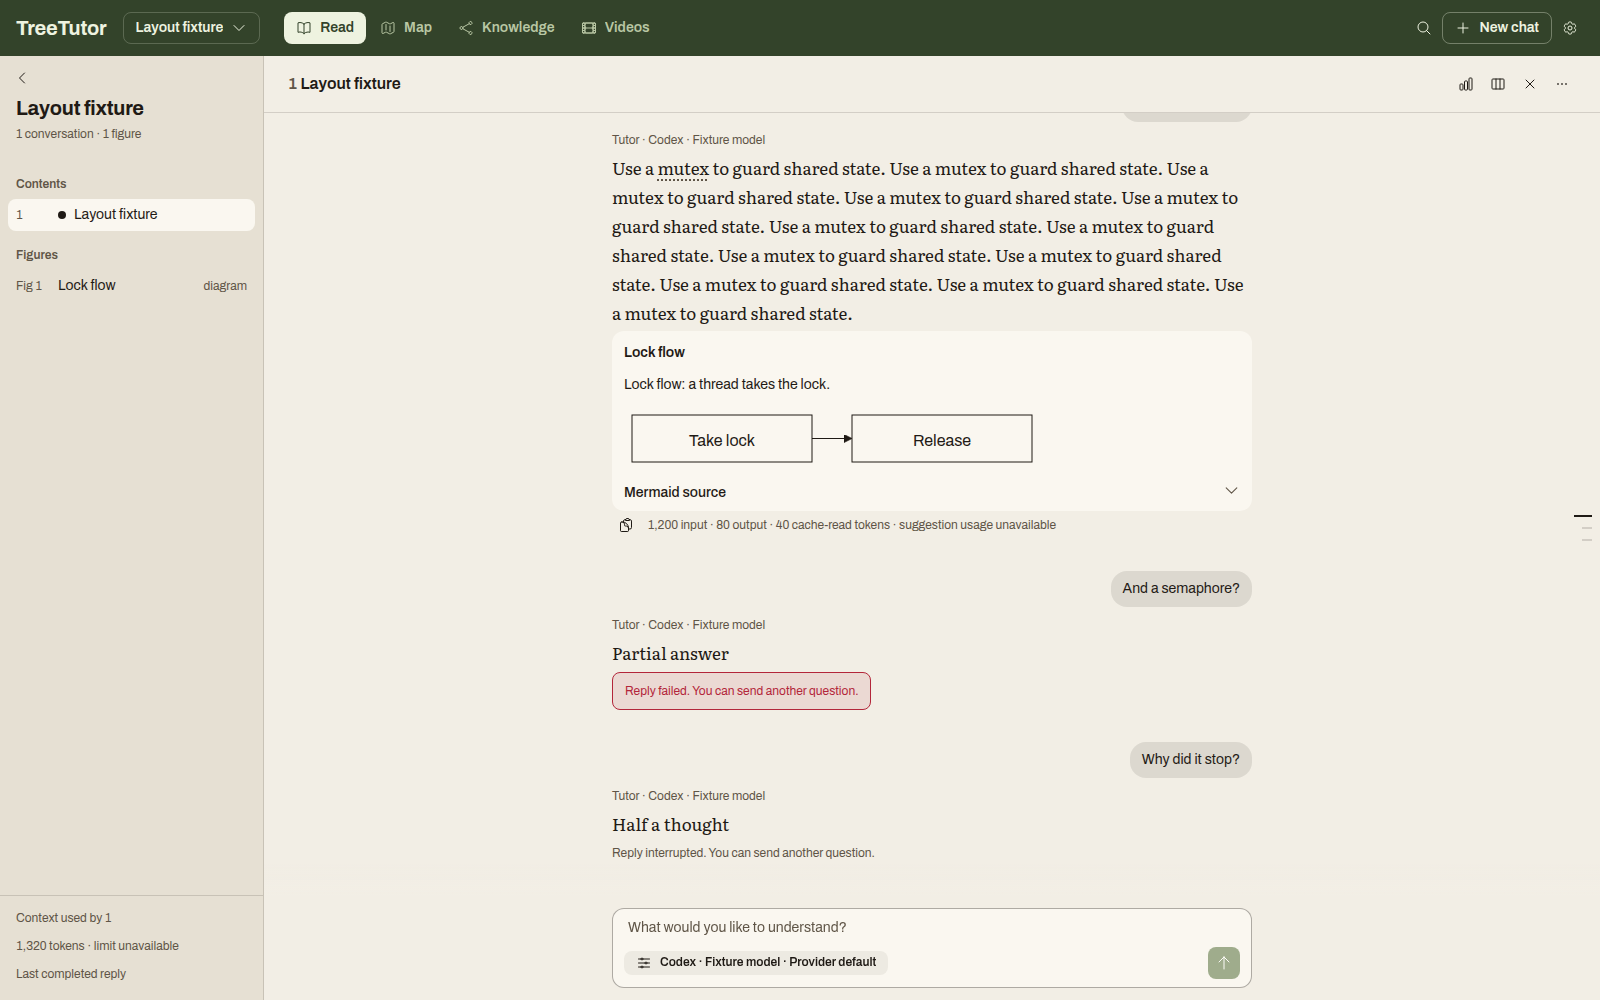 TreeTutor
Layout fixture
Read
Map
Knowledge
Videos
New chat
Layout fixture
1 conversation · 1 figure
Contents
1 Layout fixture
Figures
Fig 1 Lock flow diagram
Context used by 1
1,320 tokens · limit unavailable
Last completed reply
1 Layout fixture
Tutor · Codex · Fixture model
Use a mutex to guard shared state. Use a mutex to guard shared state. Use a
mutex to guard shared state. Use a mutex to guard shared state. Use a mutex to
guard shared state. Use a mutex to guard shared state. Use a mutex to guard
shared state. Use a mutex to guard shared state. Use a mutex to guard shared
state. Use a mutex to guard shared state. Use a mutex to guard shared state. Use
a mutex to guard shared state.
Lock flow
Lock flow: a thread takes the lock.
Take lock
Release
Mermaid source
1,200 input · 80 output · 40 cache-read tokens · suggestion usage unavailable
And a semaphore?
Tutor · Codex · Fixture model
Partial answer
Reply failed. You can send another question.
Why did it stop?
Tutor · Codex · Fixture model
Half a thought
Reply interrupted. You can send another question.
What would you like to understand?
Codex · Fixture model · Provider default